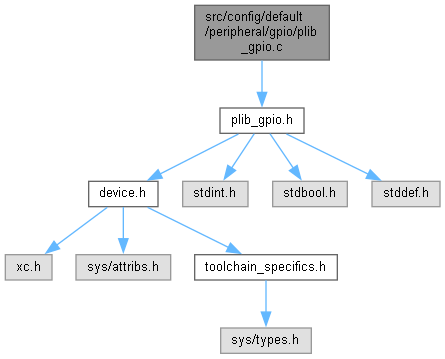 src/config/default
/peripheral/gpio/plib
_gpio.c
plib_gpio.h
device.h
stdint.h
stdbool.h
stddef.h
xc.h
sys/attribs.h
toolchain_specifics.h
sys/types.h